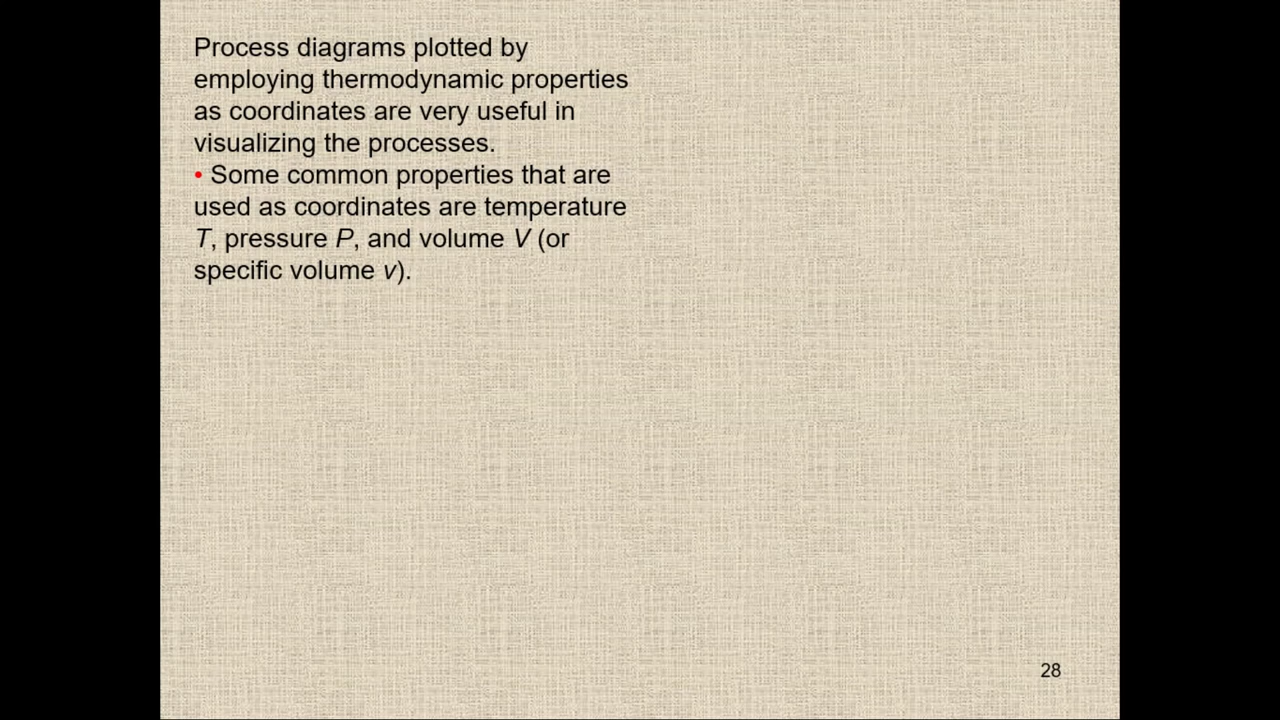 Process diagrams plotted by
employing thermodynamic properties
as coordinates are very useful in
visualizing the processes.
• Some common properties that are
used as coordinates are temperature
T, pressure P, and volume V (or
specific volume v).
28